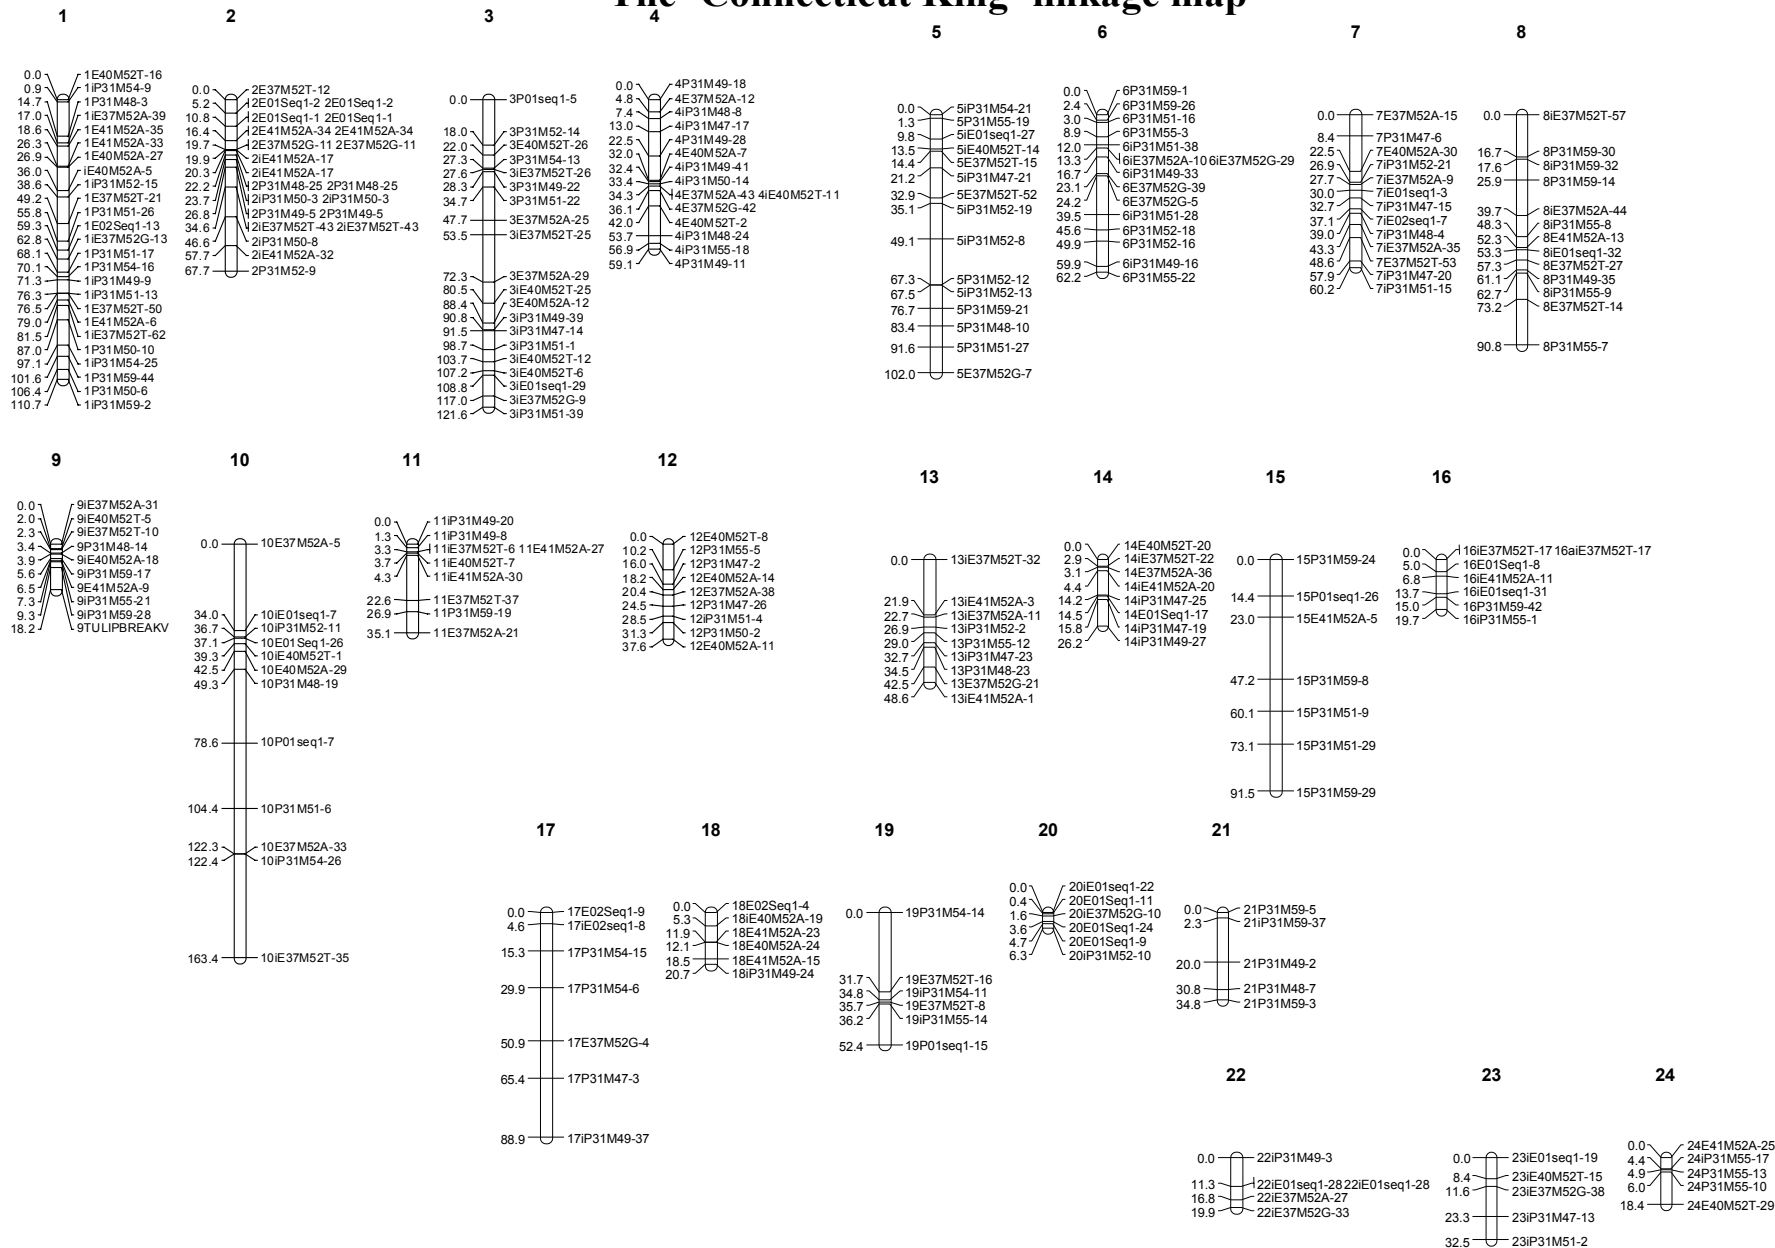 The 'Connecticut King' linkage map
1
0.0 1E40M52T-16
0.9 1iP31M54-9
14.7 1P31M48-3
17.0 1iE37M52A-39
18.6 1E41M52A-35
26.3 1E41M52A-33
26.9 1E40M52A-27
36.0 iE40M52A-5
38.6 1iP31M52-15
49.2 1E37M52T-21
55.8 1P31M51-26
59.3 1E02Seq1-13
62.8 1iE37M52G-13
68.1 1P31M51-17
70.1 1P31M54-16
71.3 1iP31M49-9
76.3 1iP31M51-13
76.5 1E37M52T-50
79.0 1E41M52A-6
81.5 1iE37M52T-62
87.0 1P31M50-10
97.1 1iP31M54-25
101.6 1P31M59-44
106.4 1P31M50-6
110.7 1iP31M59-2
2
0.0 2E37M52T-12
5.2 2E01Seq1-2 2E01Seq1-2
10.8 2E01Seq1-1 2E01Seq1-1
16.4 2E41M52A-34 2E41M52A-34
19.7 2E37M52G-11 2E37M52G-11
19.9 2iE41M52A-17
20.3 2iE41M52A-17
22.2 2P31M48-25 2P31M48-25
23.7 2iP31M50-3 2iP31M50-3
26.8 2P31M49-5 2P31M49-5
34.6 2iE37M52T-43 2iE37M52T-43
46.6 2iP31M50-8
57.7 2iE41M52A-32
67.7 2P31M52-9
3
0.0 3P01seq1-5
18.0 3P31M52-14
22.0 3E40M52T-26
27.3 3P31M54-13
27.6 3iE37M52T-26
28.3 3P31M49-22
34.7 3P31M51-22
47.7 3E37M52A-25
53.5 3iE37M52T-25
72.3 3E37M52A-29
80.5 3iE40M52T-25
88.4 3E40M52A-12
90.8 3iP31M49-39
91.5 3iP31M47-14
98.7 3iP31M51-1
103.7 3iE40M52T-12
107.2 3iE40M52T-6
108.8 3iE01seq1-29
117.0 3iE37M52G-9
121.6 3iP31M51-39
4
0.0 4P31M49-18
4.8 4E37M52A-12
7.4 4iP31M48-8
13.0 4iP31M47-17
22.5 4P31M49-28
32.0 4E40M52A-7
32.4 4iP31M49-41
33.4 4iP31M50-14
34.3 4E37M52A-43 4iE40M52T-11
36.1 4E37M52G-42
42.0 4E40M52T-2
53.7 4iP31M48-24
56.9 4iP31M55-18
59.1 4P31M49-11
5
0.0 5iP31M54-21
1.3 5P31M55-19
9.8 5iE01seq1-27
13.5 5iE40M52T-14
14.4 5E37M52T-15
21.2 5iP31M47-21
32.9 5E37M52T-52
35.1 5iP31M52-19
49.1 5iP31M52-8
67.3 5P31M52-12
67.5 5iP31M52-13
76.7 5P31M59-21
83.4 5P31M48-10
91.6 5P31M51-27
102.0 5E37M52G-7
6
0.0 6P31M59-1
2.4 6P31M59-26
3.0 6P31M51-16
8.9 6P31M55-3
12.0 6iP31M51-38
13.3 6iE37M52A-10 6iE37M52G-29
16.7 6iP31M49-33
23.1 6E37M52G-39
24.2 6E37M52G-5
39.5 6iP31M51-28
45.6 6P31M52-18
49.9 6P31M52-16
59.9 6iP31M49-16
62.2 6P31M55-22
7
0.0 7E37M52A-15
8.4 7P31M47-6
22.5 7E40M52A-30
26.9 7iP31M52-21
27.7 7iE37M52A-9
30.0 7iE01seq1-3
32.7 7iP31M47-15
37.1 7iE02seq1-7
39.0 7iP31M48-4
43.3 7iE37M52A-35
48.6 7E37M52T-53
57.9 7iP31M47-20
60.2 7iP31M51-15
8
0.0 8iE37M52T-57
16.7 8P31M59-30
17.6 8iP31M59-32
25.9 8P31M59-14
39.7 8iE37M52A-44
48.3 8iP31M55-8
52.3 8E41M52A-13
53.3 8iE01seq1-32
57.3 8E37M52T-27
61.1 8P31M49-35
62.7 8iP31M55-9
73.2 8E37M52T-14
90.8 8P31M55-7
9
0.0 9iE37M52A-31
2.0 9iE40M52T-5
2.3 9iE37M52T-10
3.4 9P31M48-14
3.9 9iE40M52A-18
5.6 9iP31M59-17
6.5 9E41M52A-9
7.3 9iP31M55-21
9.3 9iP31M59-28
18.2 9TULIPBREAKV
10
0.0 10E37M52A-5
34.0 10iE01seq1-7
36.7 10iP31M52-11
37.1 10E01Seq1-26
39.3 10iE40M52T-1
42.5 10E40M52A-29
49.3 10P31M48-19
78.6 10P01seq1-7
104.4 10P31M51-6
122.3 10E37M52A-33
122.4 10iP31M54-26
163.4 10iE37M52T-35
11
0.0 11iP31M49-20
1.3 11iP31M49-8
3.3 11iE37M52T-6 11E41M52A-27
3.7 11iE40M52T-7
4.3 11iE41M52A-30
22.6 11E37M52T-37
26.9 11P31M59-19
35.1 11E37M52A-21
12
0.0 12E40M52T-8
10.2 12P31M55-5
16.0 12P31M47-2
18.2 12E40M52A-14
20.4 12E37M52A-38
24.5 12P31M47-26
28.5 12iP31M51-4
31.3 12P31M50-2
37.6 12E40M52A-11
13
0.0 13iE37M52T-32
21.9 13iE41M52A-3
22.7 13iE37M52A-11
26.9 13iP31M52-2
29.0 13P31M55-12
32.7 13iP31M47-23
34.5 13P31M48-23
42.5 13E37M52G-21
48.6 13iE41M52A-1
14
0.0 14E40M52T-20
2.9 14iE37M52T-22
3.1 14E37M52A-36
4.4 14iE41M52A-20
14.2 14iP31M47-25
14.5 14E01Seq1-17
15.8 14iP31M47-19
26.2 14iP31M49-27
15
0.0 15P31M59-24
14.4 15P01seq1-26
23.0 15E41M52A-5
47.2 15P31M59-8
60.1 15P31M51-9
73.1 15P31M51-29
91.5 15P31M59-29
16
0.0 16iE37M52T-17 16aiE37M52T-17
5.0 16E01Seq1-8
6.8 16iE41M52A-11
13.7 16iE01seq1-31
15.0 16P31M59-42
19.7 16iP31M55-1
17
0.0 17E02Seq1-9
4.6 17iE02seq1-8
15.3 17P31M54-15
29.9 17P31M54-6
50.9 17E37M52G-4
65.4 17P31M47-3
88.9 17iP31M49-37
18
0.0 18E02Seq1-4
5.3 18iE40M52A-19
11.9 18E41M52A-23
12.1 18E40M52A-24
18.5 18E41M52A-15
20.7 18iP31M49-24
19
0.0 19P31M54-14
31.7 19E37M52T-16
34.8 19iP31M54-11
35.7 19E37M52T-8
36.2 19iP31M55-14
52.4 19P01seq1-15
20
0.0 20iE01seq1-22
0.4 20E01Seq1-11
1.6 20iE37M52G-10
3.6 20E01Seq1-24
4.7 20E01Seq1-9
6.3 20iP31M52-10
21
0.0 21P31M59-5
2.3 21iP31M59-37
20.0 21P31M49-2
30.8 21P31M48-7
34.8 21P31M59-3
22
0.0 22iP31M49-3
11.3 22iE01seq1-28 22iE01seq1-28
16.8 22iE37M52A-27
19.9 22iE37M52G-33
23
0.0 23iE01seq1-19
8.4 23iE40M52T-15
11.6 23iE37M52G-38
23.3 23iP31M47-13
32.5 23iP31M51-2
24
0.0 24E41M52A-25
4.4 24iP31M55-17
4.9 24P31M55-13
6.0 24P31M55-10
18.4 24E40M52T-29